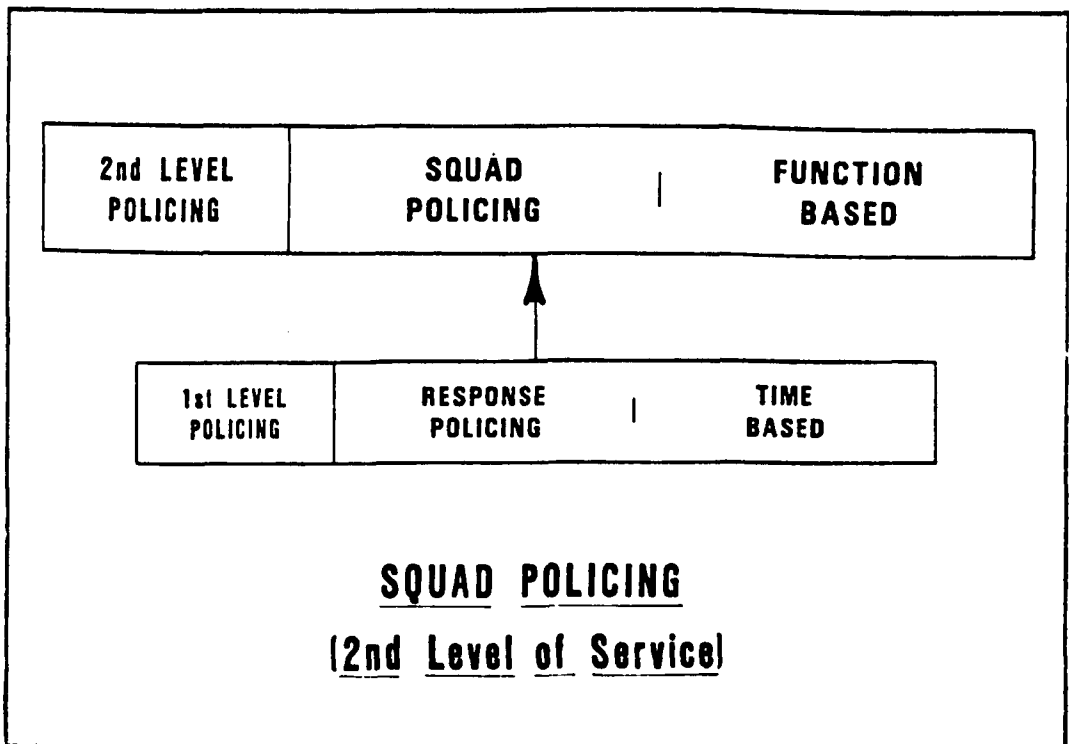 2nd LEVEL
POLICING
SQUAD
POLICING
FUNCTION
BASED
1st LEVEL
POLICING
RESPONSE
POLICING
TIME
BASED
SQUAD POLICING
(2nd Level of Service)